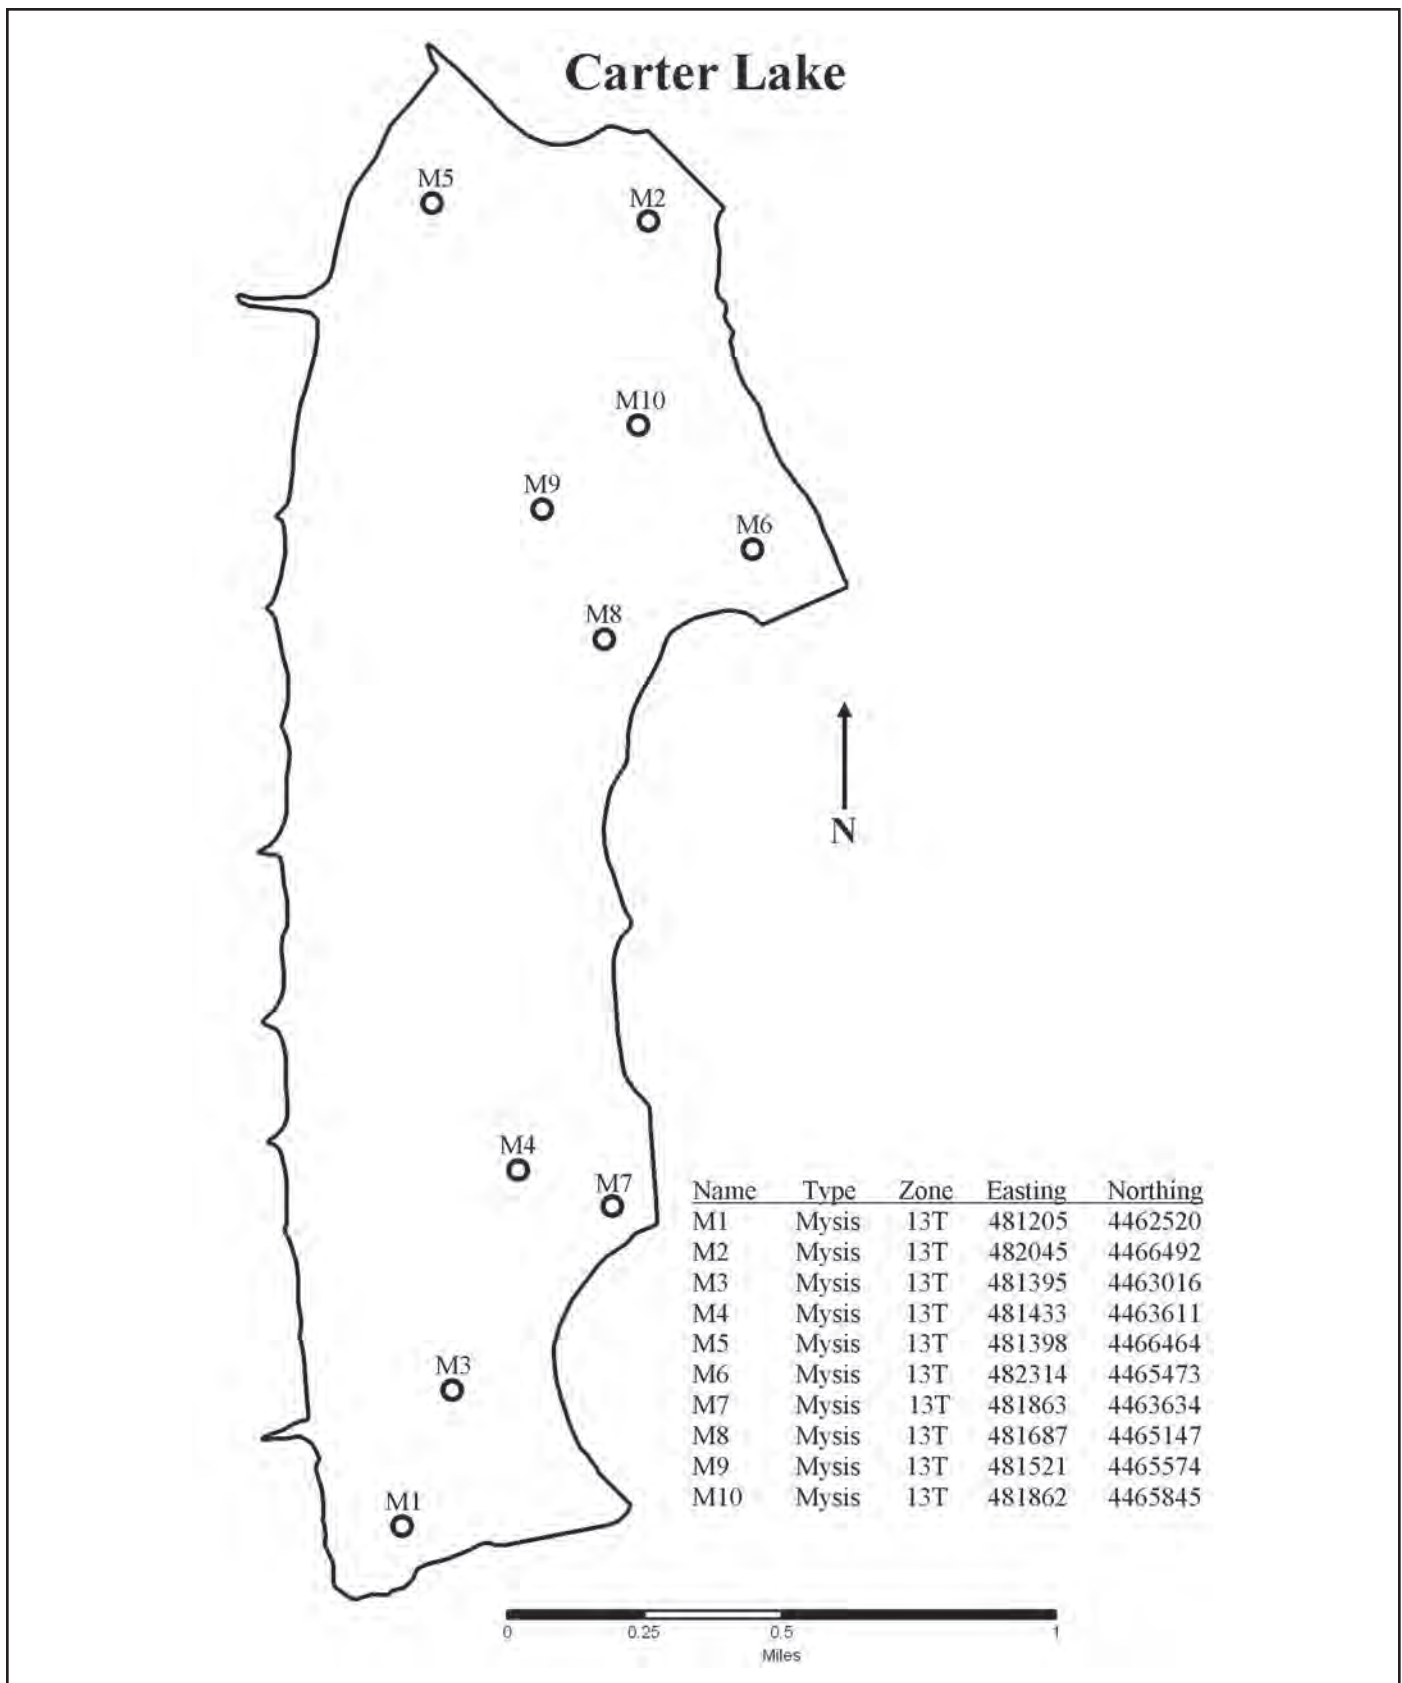 Carter Lake
M5
M2
M10
M9
M6
M8
N
M4
M7
Name Type Zone Easting Northing
M1 Mysis 13T 481205 4462520
M2 Mysis 13T 482045 4466492
M3 Mysis 13T 481395 4463016
M4 Mysis 13T 481433 4463611
M5 Mysis 13T 481398 4466464
M6 Mysis 13T 482314 4465473
M7 Mysis 13T 481863 4463634
M8 Mysis 13T 481687 4465147
M9 Mysis 13T 481521 4465574
M10 Mysis 13T 481862 4465845
M3
M1
0 0.25 0.5 1
Miles